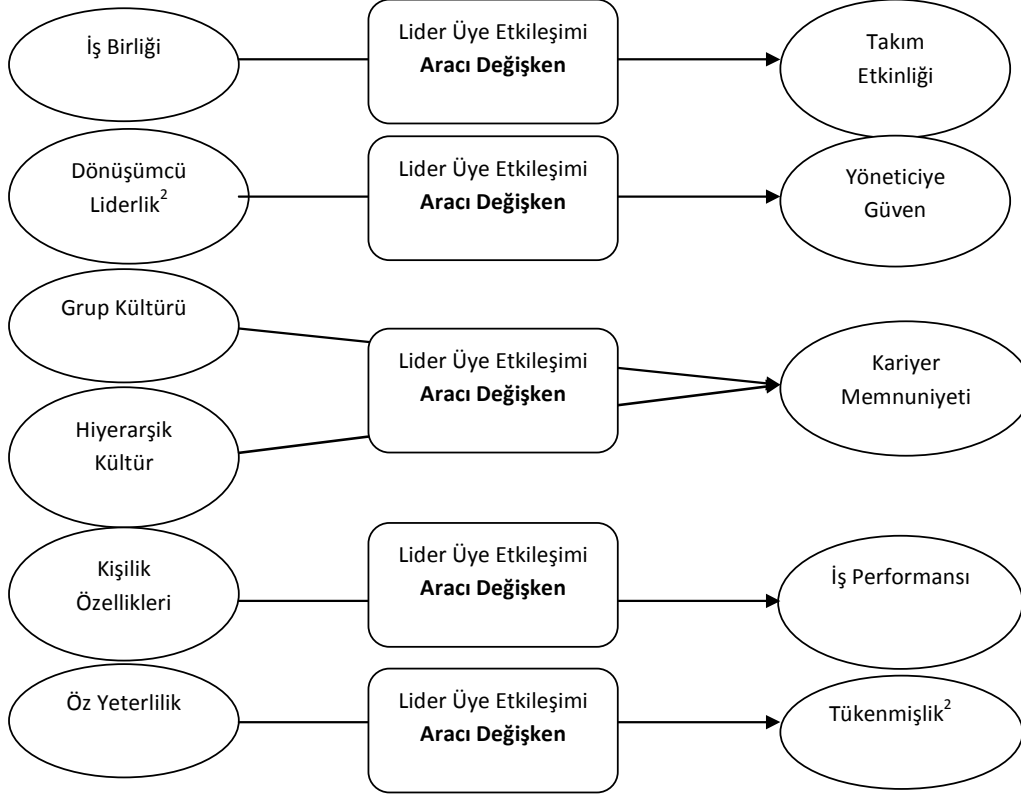 İş Birliği
Lider Üye Etkileşimi
Aracı Değişken
Takım
Etkinliği
Dönüşümcü
Liderlik²
Lider Üye Etkileşimi
Aracı Değişken
Yöneticiye
Güven
Grup Kültürü
Hiyerarşik
Kültür
Lider Üye Etkileşimi
Aracı Değişken
Kariyer
Memnuniyeti
Kişilik
Özellikleri
Lider Üye Etkileşimi
Aracı Değişken
İş Performansı
Öz Yeterlilik
Lider Üye Etkileşimi
Aracı Değişken
Tükenmişlik²